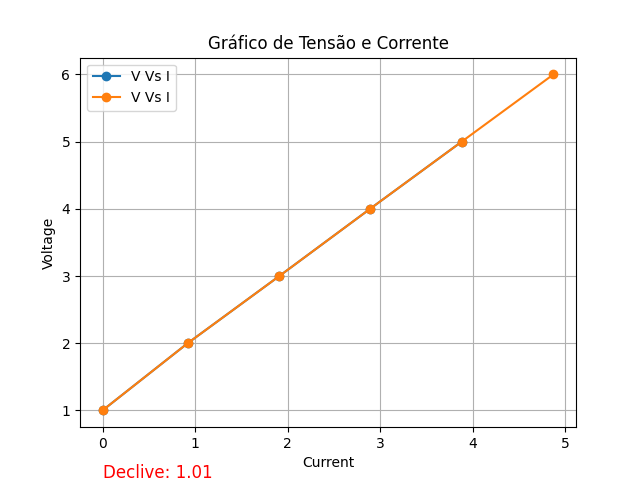 Gráfico de Tensão e Corrente
V Vs I
V Vs I
Voltage
6
5
4
3
2
1
0 1 2 3 4 5
Current
Declive: 1.01